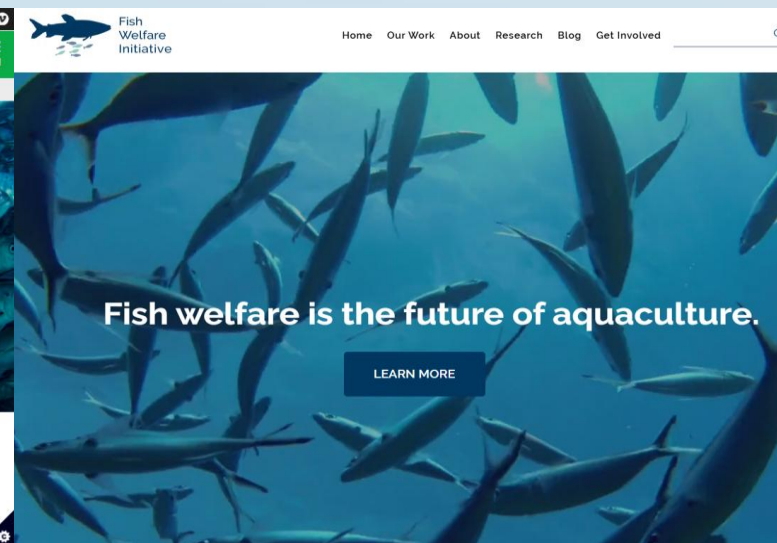 Fish
Welfare
Initiative
Home Our Work About Research Blog Get Involved
Fish welfare is the future of aquaculture.
LEARN MORE